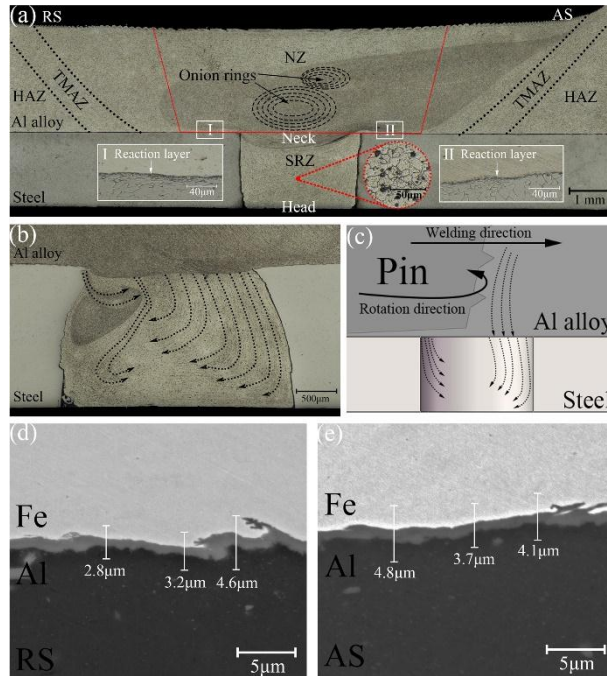 (a)
RS
AS
NZ
Onion rings
HAZ
TMAZ
TMAZ
HAZ
Al alloy
I
Neck
II
I Reaction layer
40μm
SRZ
50μm
II Reaction layer
40μm
Steel
Head
1 mm
(b)
Al alloy
Steel
500μm
(c)
Welding direction
Pin
Rotation direction
Al alloy
Steel
(d)
Fe
Al
2.8μm
3.2μm
4.6μm
RS
5μm
(e)
Fe
Al
4.8μm
3.7μm
4.1μm
AS
5μm